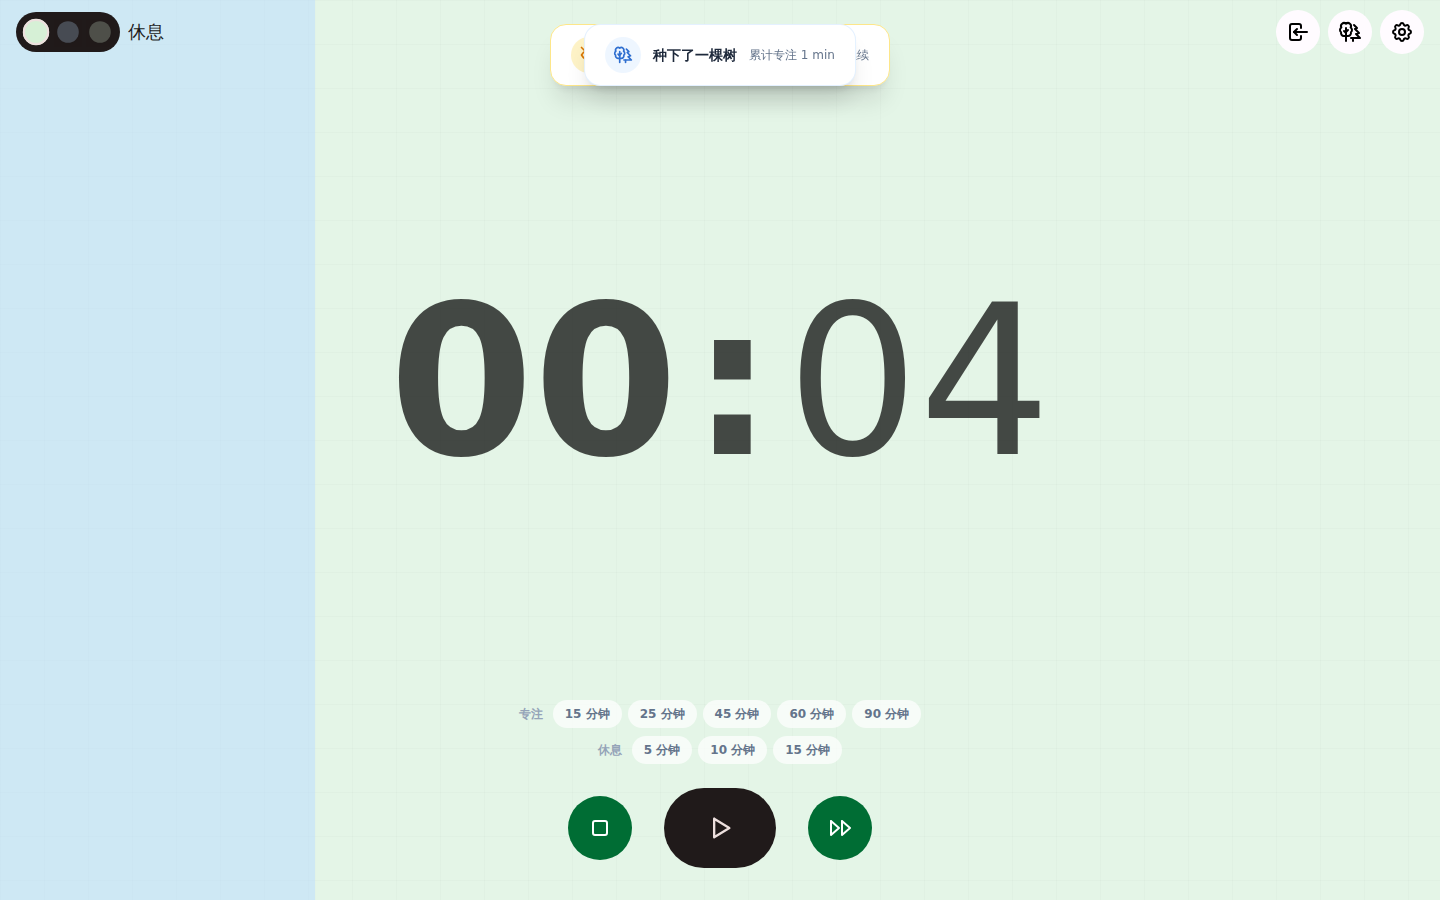 休息
种下了一棵树 累计专注 1 min 续
00:04
专注 15 分钟 25 分钟 45 分钟 60 分钟 90 分钟
休息 5 分钟 10 分钟 15 分钟